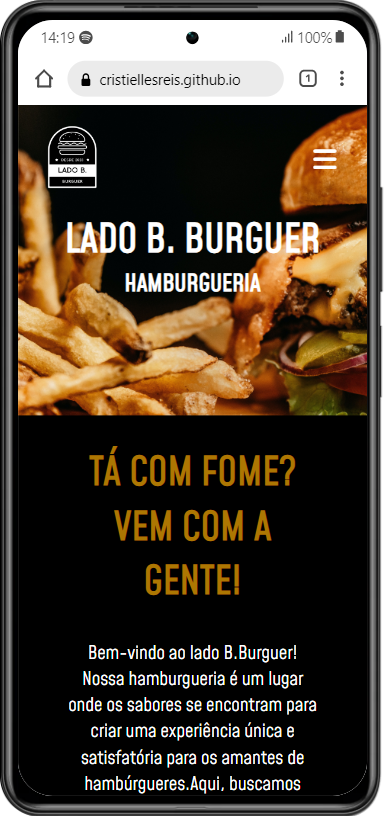 14:19
100%
cristiellesreis.github.io
1
DESDE 2021
LADO B.
BURGUER
LADO B. BURGUER
HAMBURGUERIA
TÁ COM FOME?
VEM COM A
GENTE!
Bem-vindo ao lado B.Burguer!
Nossa hamburgueria é um lugar
onde os sabores se encontram para
criar uma experiência única e
satisfatória para os amantes de
hambúrgueres.Aqui, buscamos